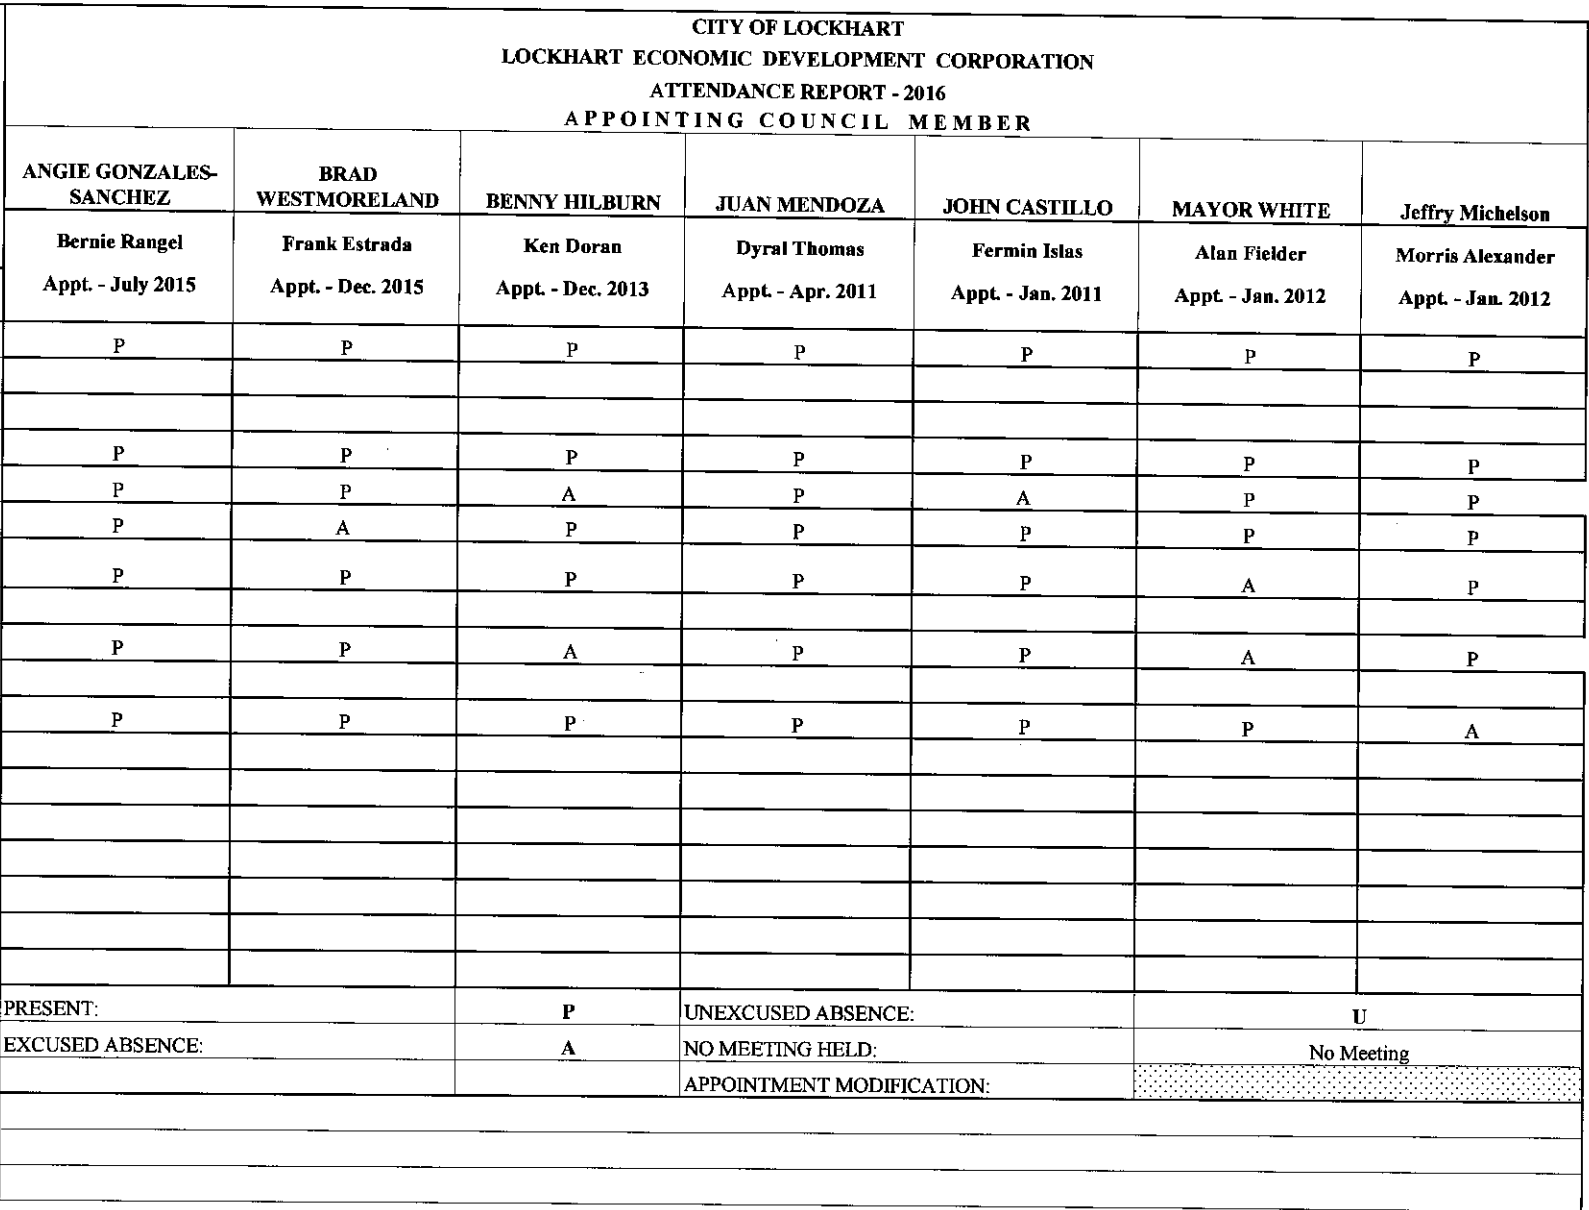 CITY OF LOCKHART
LOCKHART ECONOMIC DEVELOPMENT CORPORATION
ATTENDANCE REPORT - 2016
APPOINTING COUNCIL MEMBER
ANGIE GONZALES-SANCHEZ BRAD WESTMORELAND BENNY HILBURN JUAN MENDOZA JOHN CASTILLO MAYOR WHITE Jeffry Michelson
Bernie Rangel Frank Estrada Ken Doran Dyral Thomas Fermin Islas Alan Fielder Morris Alexander
Appt. - July 2015 Appt. - Dec. 2015 Appt. - Dec. 2013 Appt. - Apr. 2011 Appt. - Jan. 2011 Appt. - Jan. 2012 Appt. - Jan. 2012
P P P P P P P
P P P P P P P
P P A P A P P
P A P P P P P
P P P P P A P
P P A P P A P
P P P P P P A
PRESENT: P UNEXCUSED ABSENCE: U
EXCUSED ABSENCE: A NO MEETING HELD: No Meeting
APPOINTMENT MODIFICATION: